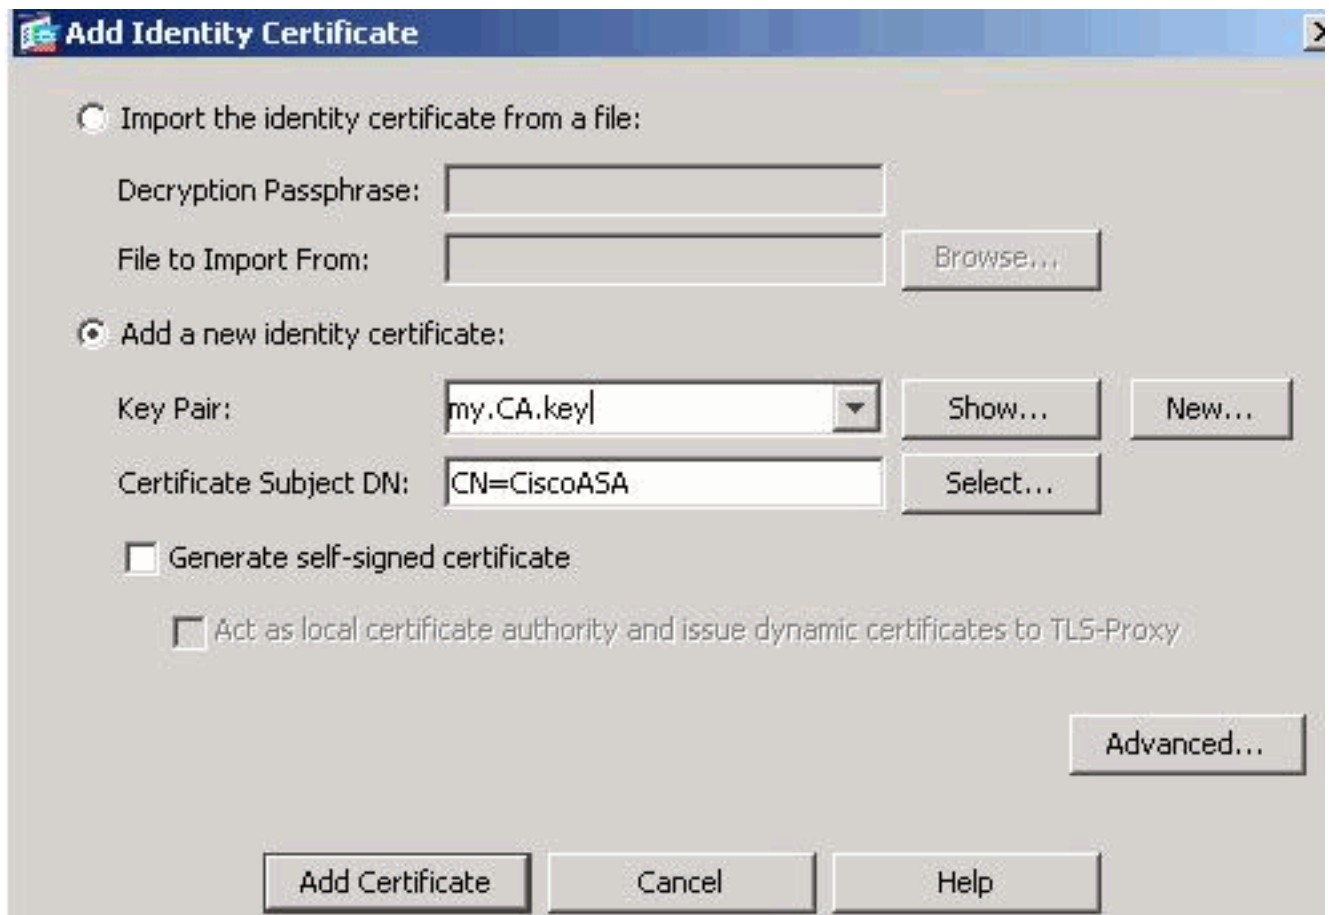 Add Identity Certificate
Import the identity certificate from a file:
Decryption Passphrase:
File to Import From:
Browse...
Add a new identity certificate:
Key Pair:
my.CA.key
Show...
New...
Certificate Subject DN:
CN=CiscoASA
Select...
Generate self-signed certificate
Act as local certificate authority and issue dynamic certificates to TLS-Proxy
Advanced...
Add Certificate
Cancel
Help